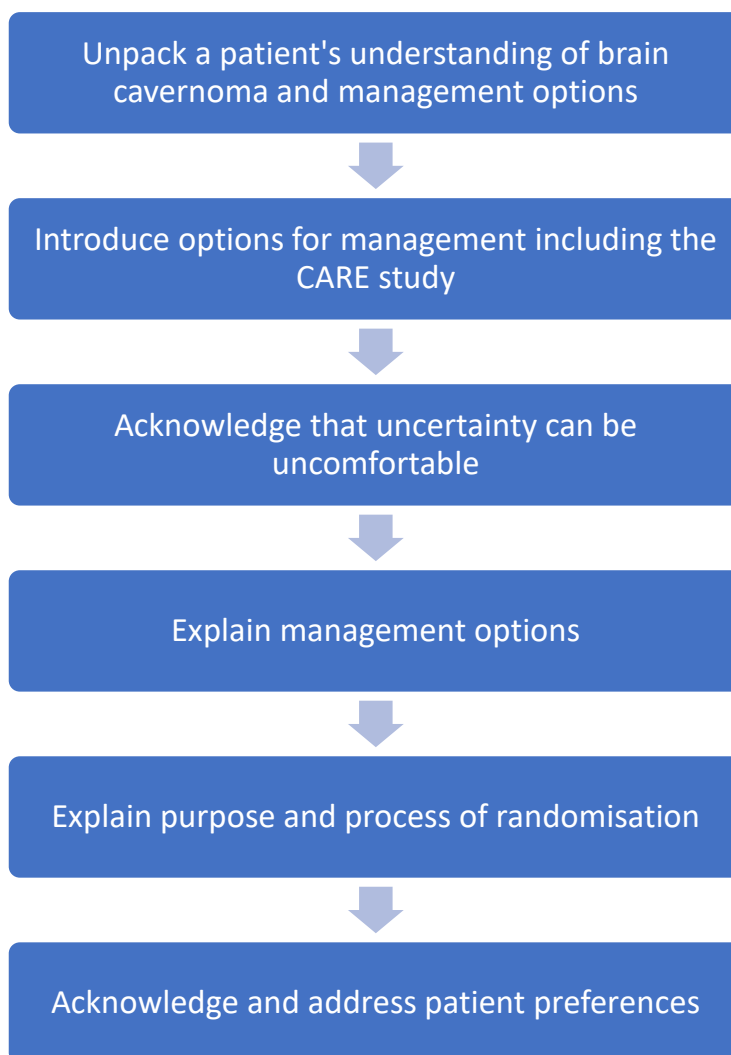 Unpack a patient's understanding of brain
cavernoma and management options
Introduce options for management including the
CARE study
Acknowledge that uncertainty can be
uncomfortable
Explain management options
Explain purpose and process of randomisation
Acknowledge and address patient preferences